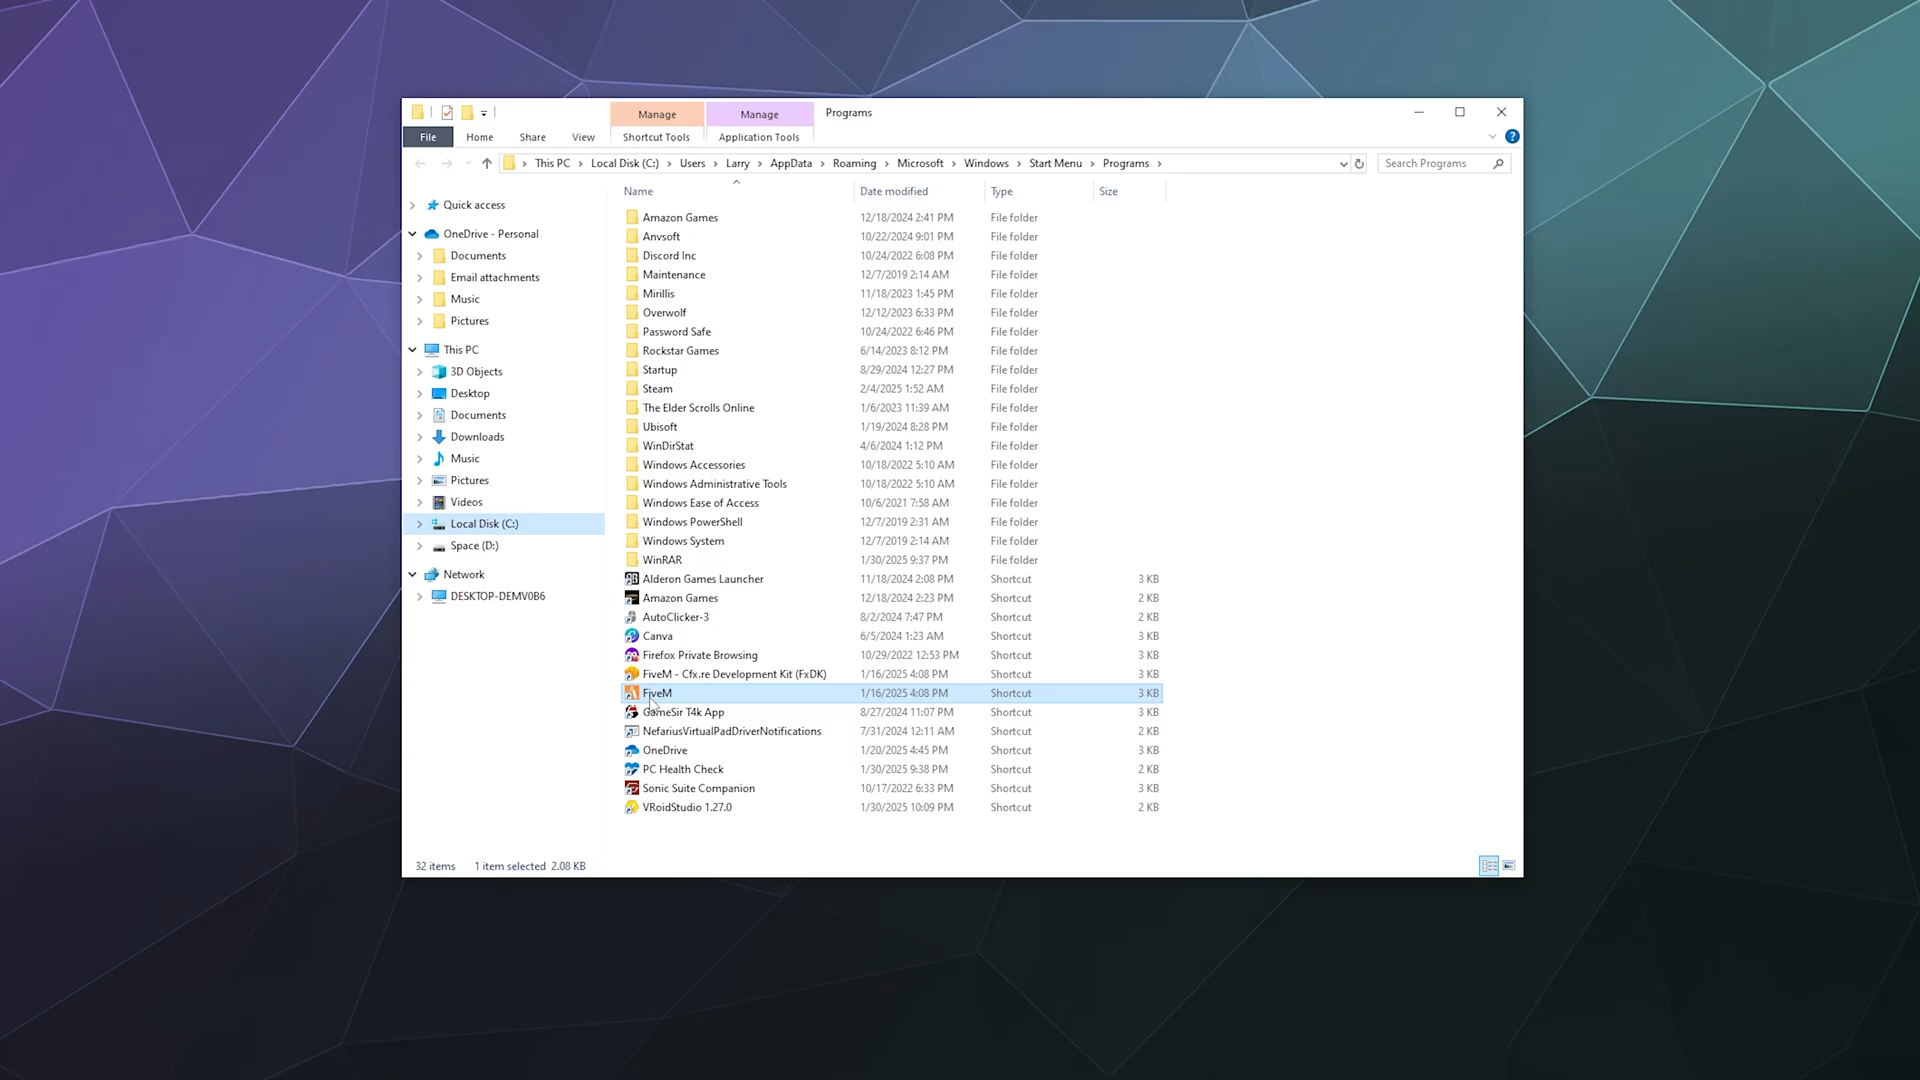 Manage
Manage
Programs
File
Home
Share
View
Shortcut Tools
Application Tools
This PC
Local Disk (C:)
Users
Larry
AppData
Roaming
Microsoft
Windows
Start Menu
Programs
Search Programs
Name
Date modified
Type
Size
Quick access
OneDrive - Personal
Documents
Email attachments
Music
Pictures
This PC
3D Objects
Desktop
Documents
Downloads
Music
Pictures
Videos
Local Disk (C:)
Space (D:)
Network
DESKTOP-DEMV0B6
Amazon Games 12/18/2024 2:41 PM File folder
Anvsoft 10/22/2024 9:01 PM File folder
Discord Inc 10/24/2022 6:08 PM File folder
Maintenance 12/7/2019 2:14 AM File folder
Mirillis 11/18/2023 1:45 PM File folder
Overwolf 12/12/2023 6:33 PM File folder
Password Safe 10/24/2022 6:46 PM File folder
Rockstar Games 6/14/2023 8:12 PM File folder
Startup 8/29/2024 12:27 PM File folder
Steam 2/4/2025 1:52 AM File folder
The Elder Scrolls Online 1/6/2023 11:39 AM File folder
Ubisoft 1/19/2024 8:28 PM File folder
WinDirStat 4/6/2024 1:12 PM File folder
Windows Accessories 10/18/2022 5:10 AM File folder
Windows Administrative Tools 10/18/2022 5:10 AM File folder
Windows Ease of Access 10/6/2021 7:58 AM File folder
Windows PowerShell 12/7/2019 2:31 AM File folder
Windows System 12/7/2019 2:14 AM File folder
WinRAR 1/30/2025 9:37 PM File folder
Alderon Games Launcher 11/18/2024 2:08 PM Shortcut 3 KB
Amazon Games 12/18/2024 2:23 PM Shortcut 2 KB
AutoClicker-3 8/2/2024 7:47 PM Shortcut 2 KB
Canva 6/5/2024 1:23 AM Shortcut 3 KB
Firefox Private Browsing 10/29/2022 12:53 PM Shortcut 3 KB
FiveM - Cfx.re Development Kit (FxDK) 1/16/2025 4:08 PM Shortcut 3 KB
FiveM 1/16/2025 4:08 PM Shortcut 3 KB
GameSir T4k App 8/27/2024 11:07 PM Shortcut 3 KB
NefariusVirtualPadDriverNotifications 7/31/2024 12:11 AM Shortcut 2 KB
OneDrive 1/20/2025 4:45 PM Shortcut 3 KB
PC Health Check 1/30/2025 9:38 PM Shortcut 2 KB
Sonic Suite Companion 10/17/2022 6:33 PM Shortcut 3 KB
VRoidStudio 1.27.0 1/30/2025 10:09 PM Shortcut 2 KB
32 items
1 item selected 2.08 KB